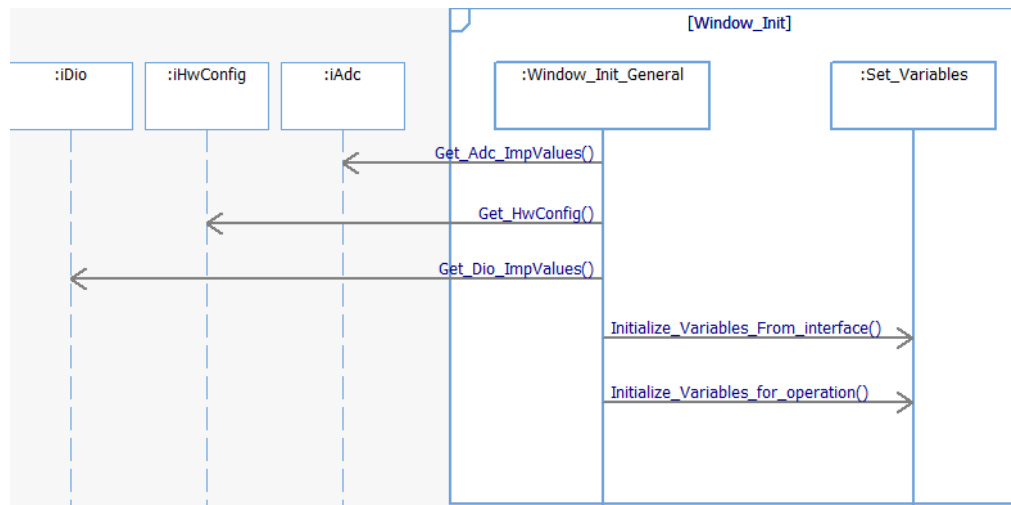 [Window_Init]
:iDio
:iHwConfig
:iAdc
:Window_Init_General
:Set_Variables
Get_Adc_ImpValues()
Get_HwConfig()
Get_Dio_ImpValues()
Initialize_Variables_From_interface()
Initialize_Variables_for_operation()